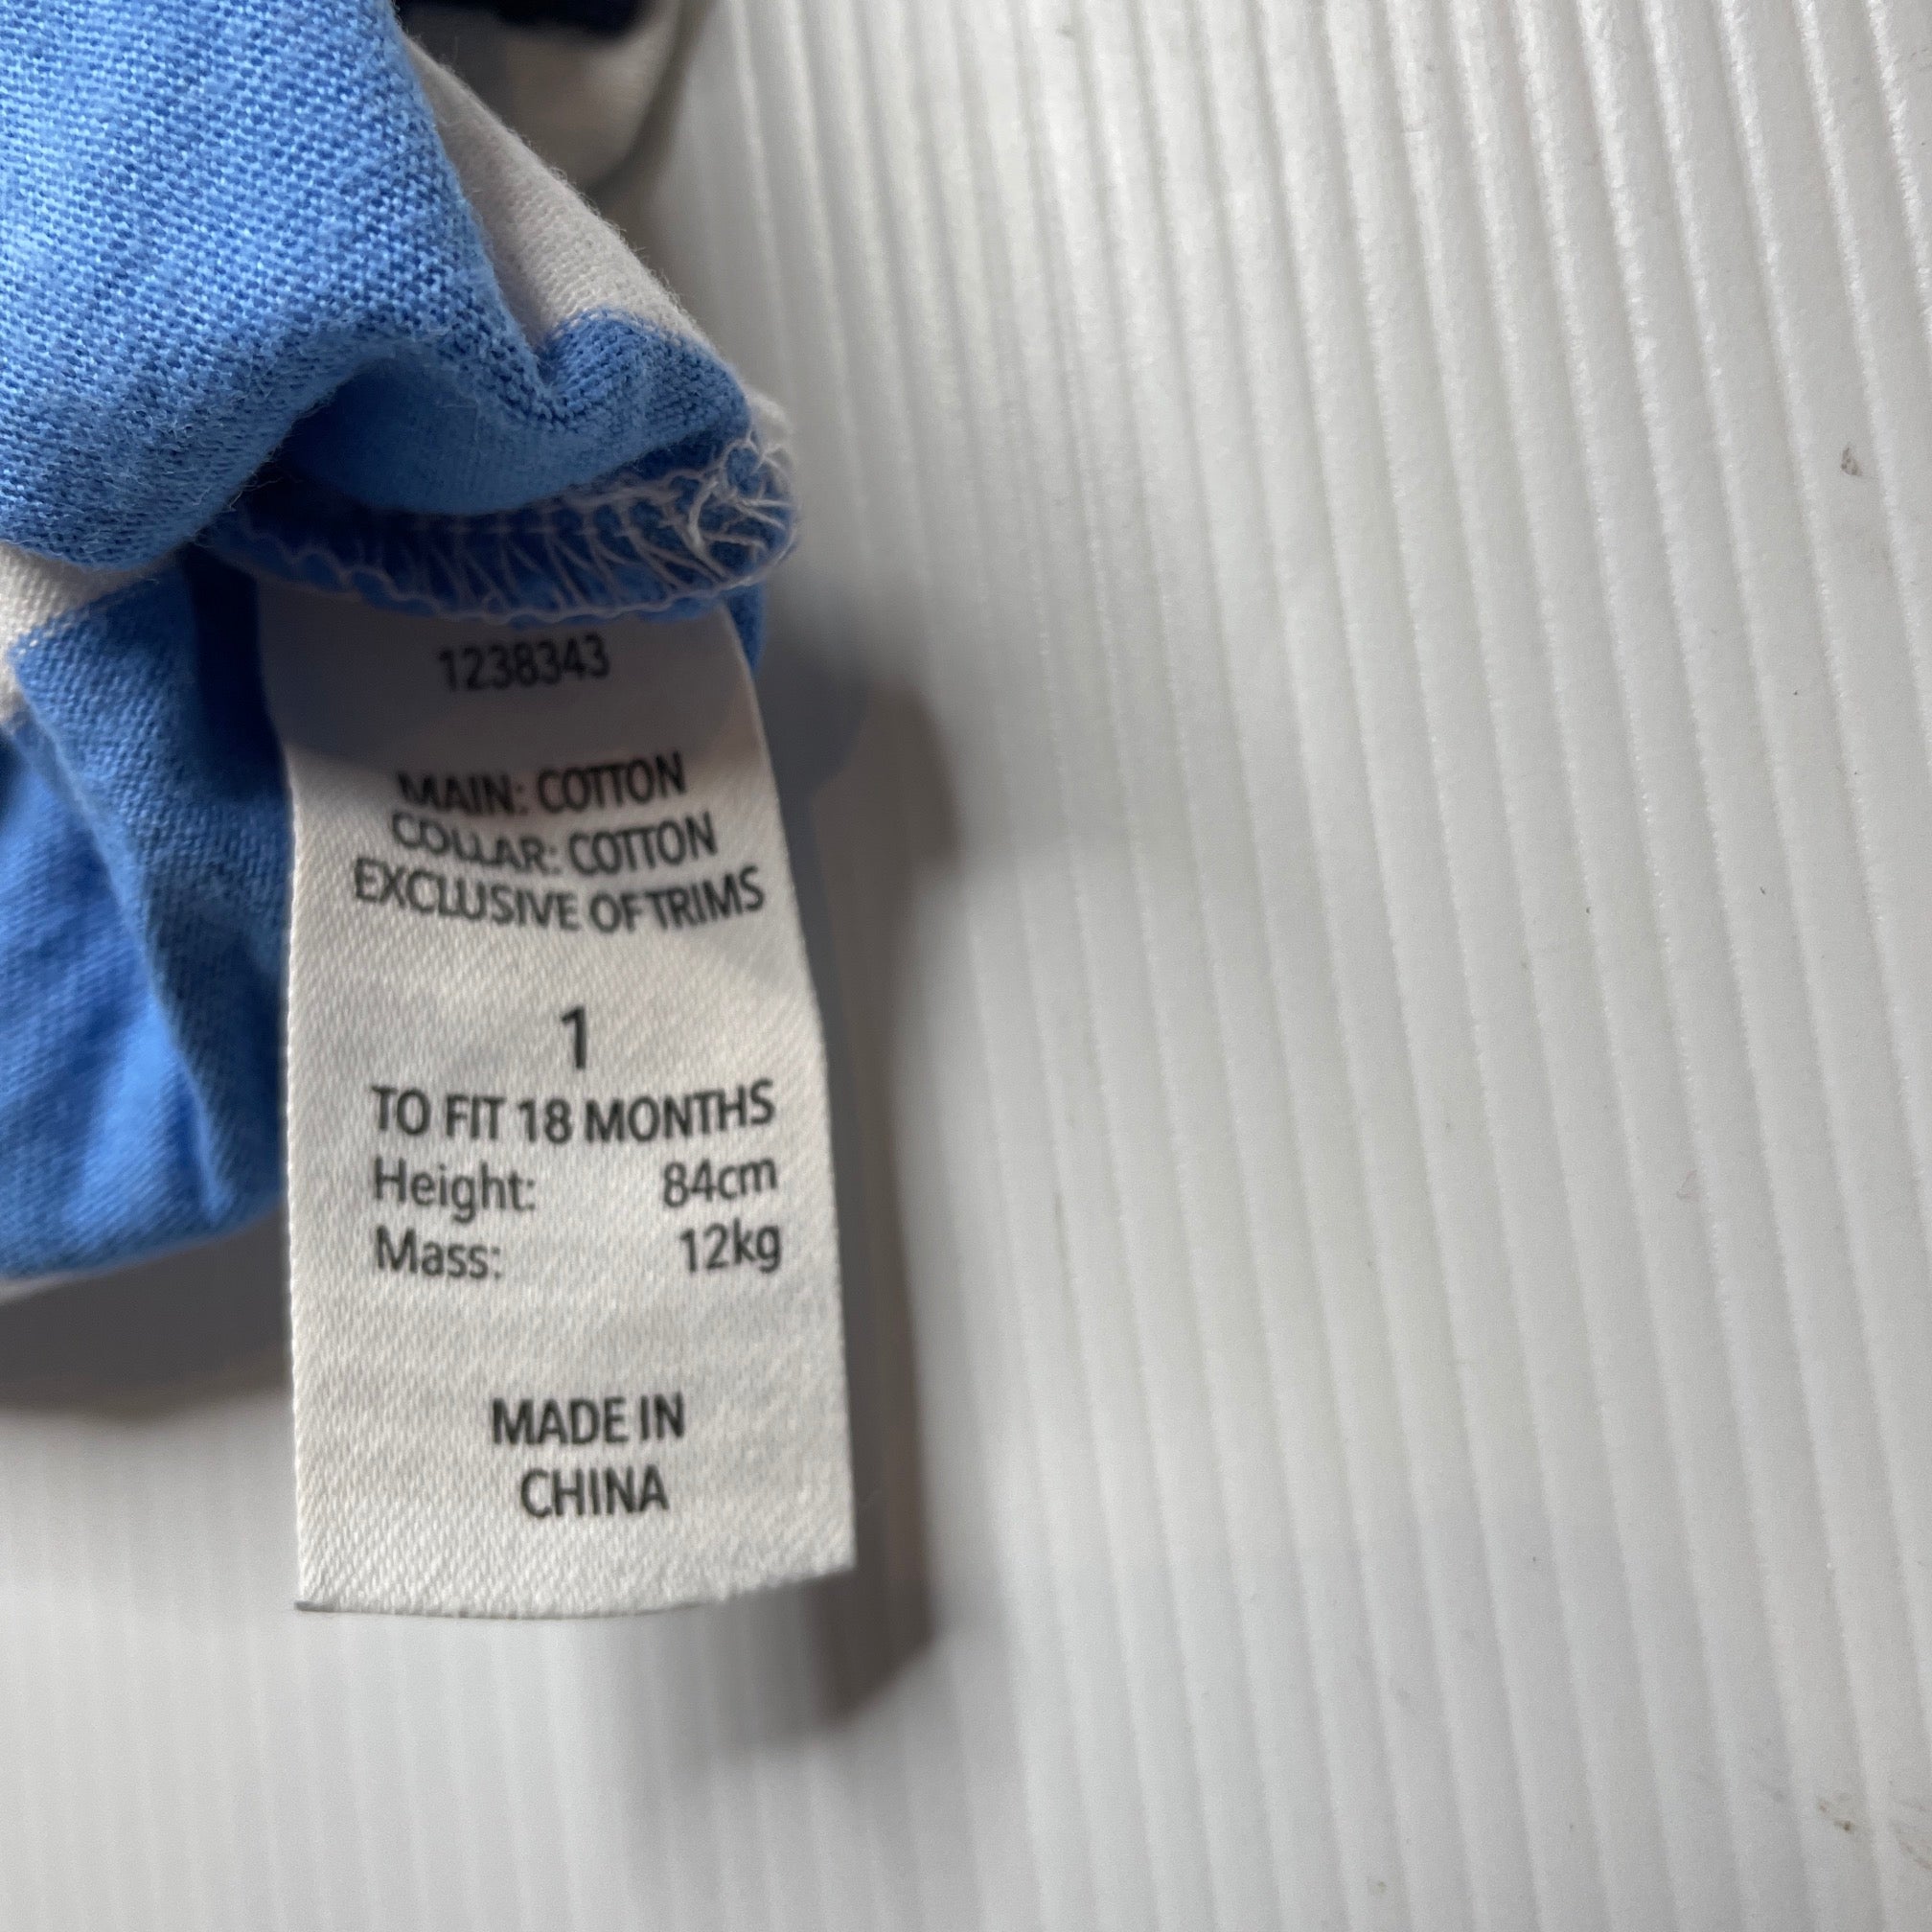 1238343
MAIN: COTTON
COLLAR: COTTON
EXCLUSIVE OF TRIMS
1
TO FIT 18 MONTHS
Height: 84cm
Mass: 12kg
MADE IN
CHINA